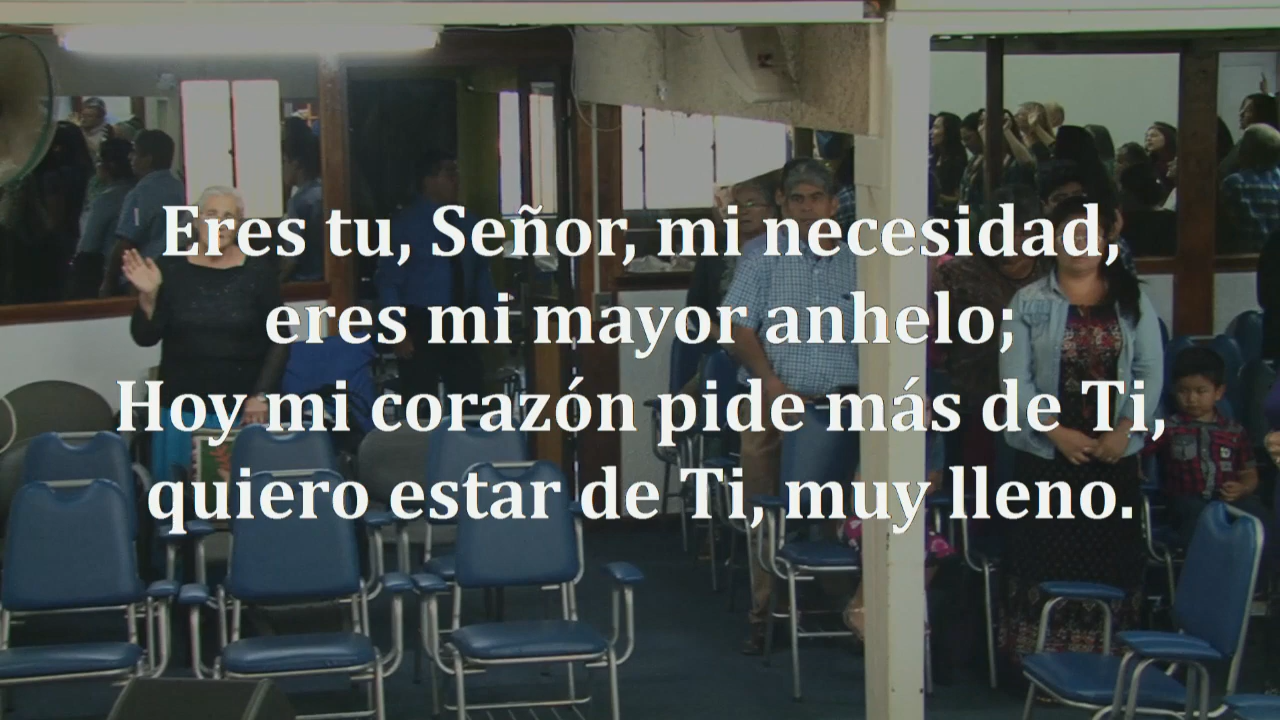 Eres tu, Señor, mi necesidad,
eres mi mayor anhelo;
Hoy mi corazón pide más de Ti,
quiero estar de Ti, muy lleno.